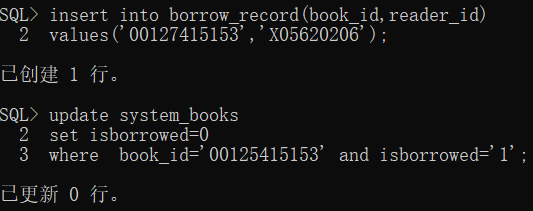 SQL> insert into borrow_record(book_id,reader_id)
  2  values('00127415153','X05620206');
已创建 1 行。
SQL> update system_books
  2  set isborrowed=0
  3  where  book_id='00125415153' and isborrowed='1';
已更新 0 行。